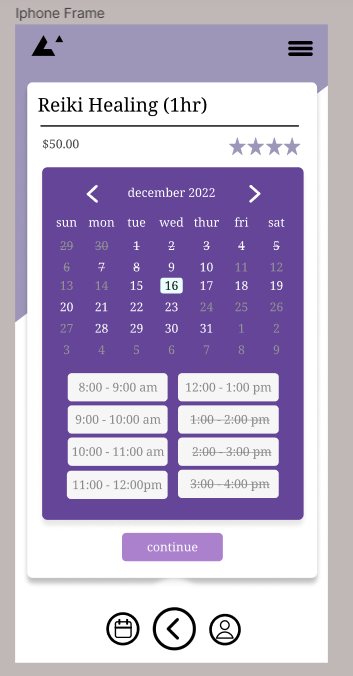 Iphone Frame
Reiki Healing (1hr)
$50.00
december 2022
sun mon tue wed thur fri sat
29 30 1 2 3 4 5
6 7 8 9 10 11 12
13 14 15 16 17 18 19
20 21 22 23 24 25 26
27 28 29 30 31 1 2
3 4 5 6 7 8 9
8:00 - 9:00 am 12:00 - 1:00 pm
9:00 - 10:00 am 1:00 - 2:00 pm
10:00 - 11:00 am 2:00 - 3:00 pm
11:00 - 12:00pm 3:00 - 4:00 pm
continue